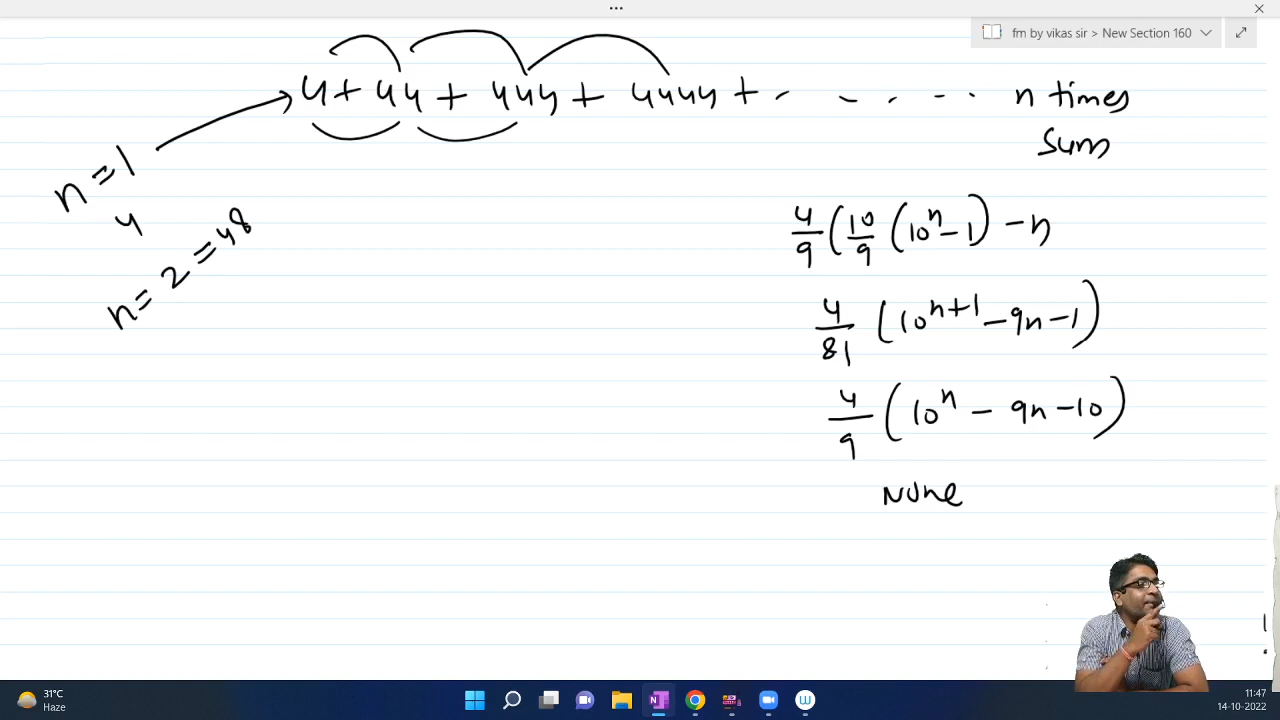 fm by vikas sir > New Section 160
4 + 44 + 444 + 4444 + - - - - - . n times
Sum
n = 1
4
n = 2 = 48
4/9 (10/9 (10^n - 1) - n
4/81 (10^{n+1} - 9n - 1)
4/9 (10^n - 9n - 10)
None
31°C
Haze
11:47
14-10-2022